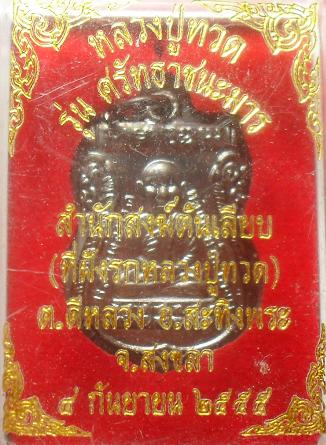 หลวงปู่ทวด
รุ่น ศรัทธาชนะมาร
สำนักสงฆ์ต้นเลียบ
(ที่ฝังรกหลวงปู่ทวด)
ต.ดีหลวง อ.สะทิ้งพระ
จ.สงขลา
๔ กันยายน ๒๕๕๕